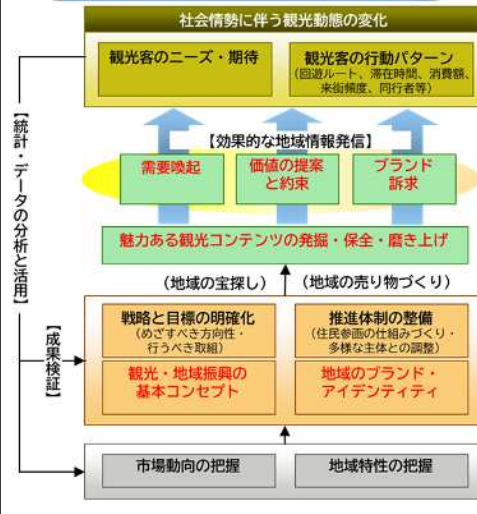 社会情勢に伴う観光動態の変化
観光客のニーズ・期待
観光客の行動パターン
(回遊ルート、滞在時間、消費額、
来街頻度、同行者等)
【効果的な地域情報発信】
需要喚起
価値の提案
と約束
ブランド
訴求
魅力ある観光コンテンツの発掘・保全・磨き上げ
(地域の宝探し)
(地域の売り物づくり)
戦略と目標の明確化
(めざすべき方向性・
行うべき取組)
推進体制の整備
(住民参画の仕組みづくり・
多様な主体との調整)
観光・地域振興の
基本コンセプト
地域のブランド・
アイデンティティ
市場動向の把握
地域特性の把握
【統計・データの分析と活用】
【成果検証】